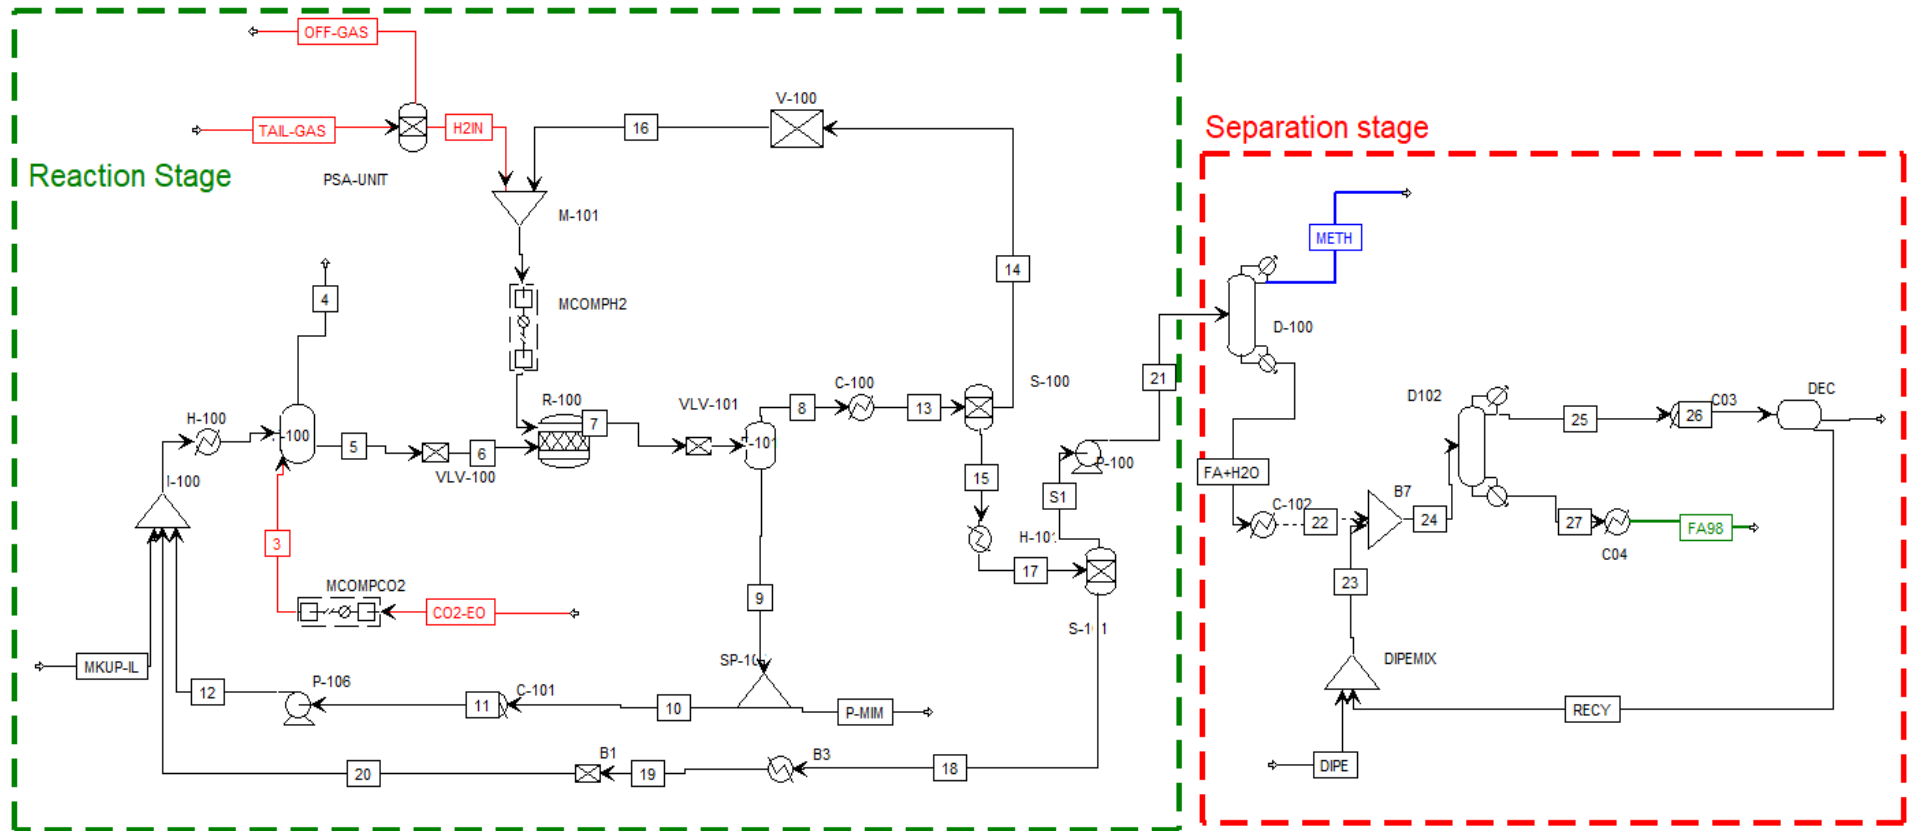 OFF-GAS
V-100
TAIL-GAS
H2IN
16
Separation stage
Reaction Stage
PSA-UNIT
M-101
METH
14
4
MCOMPH2
D-100
21
C-100
S-100
R-100
VLV-101
7
8
13
H-100
-100
5
6
VLV-100
D102
25
26
C03
DEC
P-100
15
S1
FA+H2O
I-100
C-102
22
B7
24
27
C04
FA98
3
17
23
MCOMPCO2
CO2-EO
9
DIPEMIX
MKUP-IL
12
P-106
11
C-101
10
P-MIM
RECY
20
B1
19
B3
18
DIPE